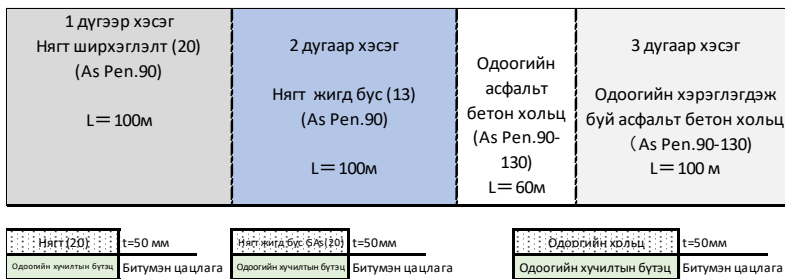 1 дүгээр хэсэг
Нягт ширхэглэлт (20)
(As Pen.90)
L＝100м
2 дугаар хэсэг
Нягт жигд бус (13)
(As Pen.90)
L＝100м
Одоогийн
асфальт
бетон хольц
(As Pen.90-
130)
L＝60м
3 дугаар хэсэг
Одоогийн хэрэглэгдэж
буй асфальт бетон хольц
（As Pen.90-130)
L＝100 м
Нягт (20) t=50 мм
Одоогийн хучилтын бүтэц Битумэн цацлага
Нягт жигд бус GAs(20) t=50мм
Одоогийн хучилтын бүтэц Битумэн цацлага
Одоогийн хольц t=50мм
Одоогийн хучилтын бүтэц Битумэн цацлага